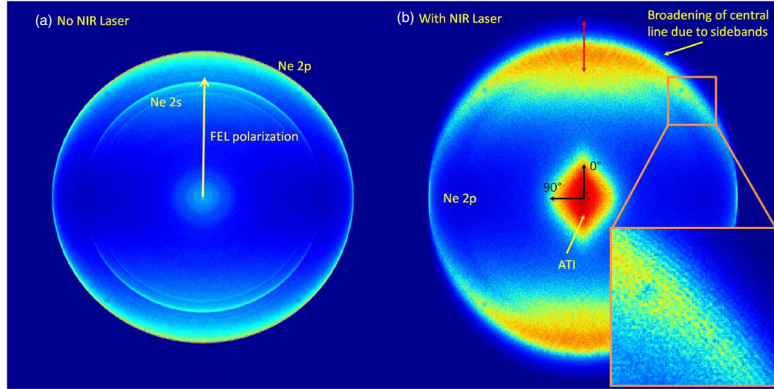 (a) No NIR Laser
Ne 2p
Ne 2s
FEL polarization
(b) With NIR Laser
Broadening of central
line due to sidebands
0°
90°
Ne 2p
ATI